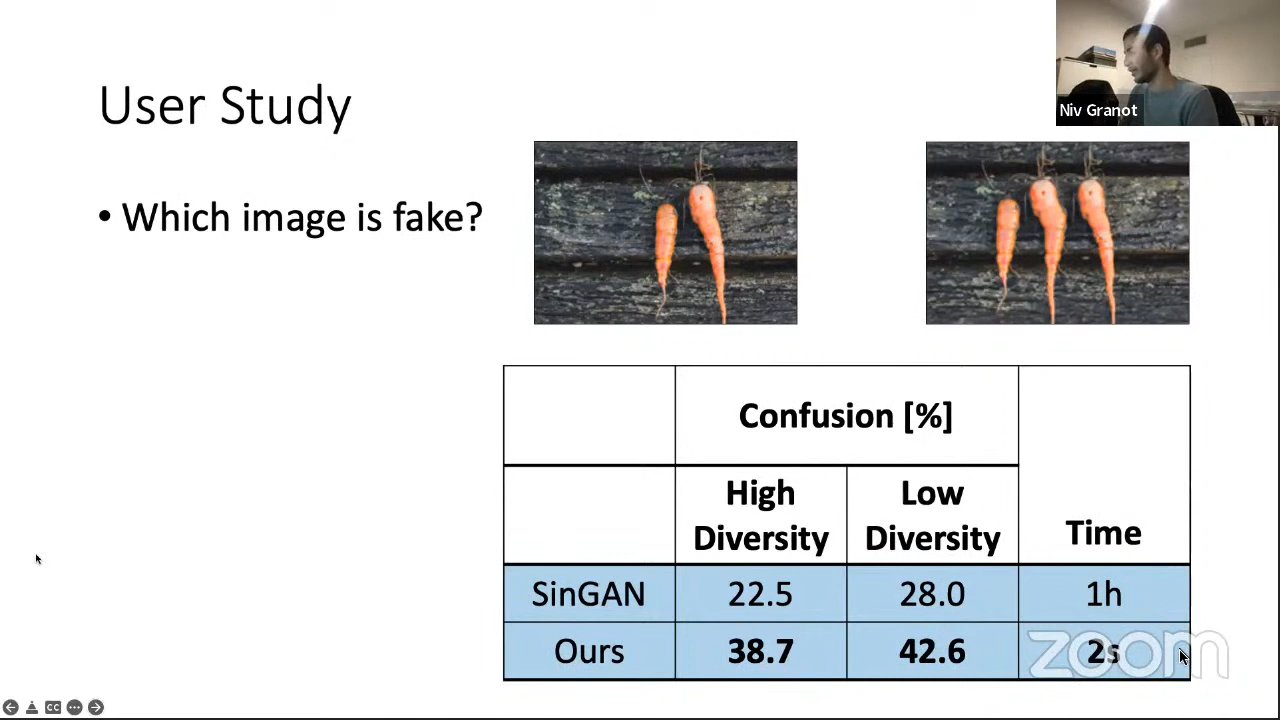 Niv Granot
User Study
• Which image is fake?
Confusion [%]
High Diversity
Low Diversity
Time
SinGAN 22.5 28.0 1h
Ours 38.7 42.6 2s
zoom
CC